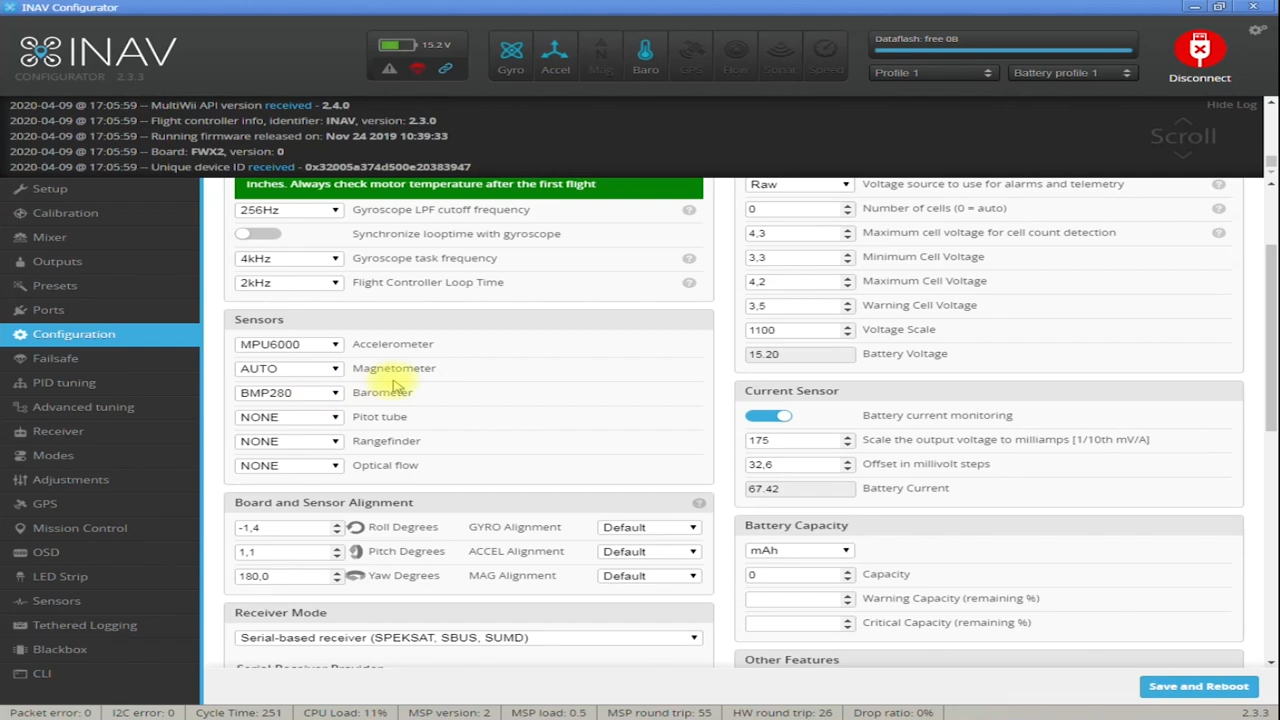 INAV Configurator
INAV
CONFIGURATOR 2.3.3
15.2 V
Gyro
Accel
Mag
Baro
GPS
Flow
Sonar
Speed
Dataflash: free 0B
Profile 1
Battery profile 1
Disconnect
2020-04-09 @ 17:05:59 -- MultiWii API version received - 2.4.0
Hide Log
2020-04-09 @ 17:05:59 -- Flight controller info, identifier: INAV, version: 2.3.0
2020-04-09 @ 17:05:59 -- Running firmware released on: Nov 24 2019 10:39:33
Scroll
2020-04-09 @ 17:05:59 -- Board: FWX2, version: 0
2020-04-09 @ 17:05:59 -- Unique device ID received - 0x32005a374d500e20383947
Setup
Calibration
Mixer
Outputs
Presets
Ports
Configuration
Failsafe
PID tuning
Advanced tuning
Receiver
Modes
Adjustments
GPS
Mission Control
OSD
LED Strip
Sensors
Tethered Logging
Blackbox
CLI
Inches. Always check motor temperature after the first flight
256Hz Gyroscope LPF cutoff frequency
Synchronize looptime with gyroscope
4kHz Gyroscope task frequency
2kHz Flight Controller Loop Time
Sensors
MPU6000 Accelerometer
AUTO Magnetometer
BMP280 Barometer
NONE Pitot tube
NONE Rangefinder
NONE Optical flow
Board and Sensor Alignment
-1,4 Roll Degrees GYRO Alignment Default
1,1 Pitch Degrees ACCEL Alignment Default
180,0 Yaw Degrees MAG Alignment Default
Receiver Mode
Serial-based receiver (SPEKSAT, SBUS, SUMD)
Serial Receiver Provider
Raw Voltage source to use for alarms and telemetry
0 Number of cells (0 = auto)
4,3 Maximum cell voltage for cell count detection
3,3 Minimum Cell Voltage
4,2 Maximum Cell Voltage
3,5 Warning Cell Voltage
1100 Voltage Scale
15.20 Battery Voltage
Current Sensor
Battery current monitoring
175 Scale the output voltage to milliamps [1/10th mV/A]
32,6 Offset in millivolt steps
67.42 Battery Current
Battery Capacity
mAh
0 Capacity
Warning Capacity (remaining %)
Critical Capacity (remaining %)
Other Features
Save and Reboot
Packet error: 0 I2C error: 0 Cycle Time: 251 CPU Load: 11% MSP version: 2 MSP load: 0.5 MSP round trip: 55 HW round trip: 26 Drop ratio: 0% 2.3.3